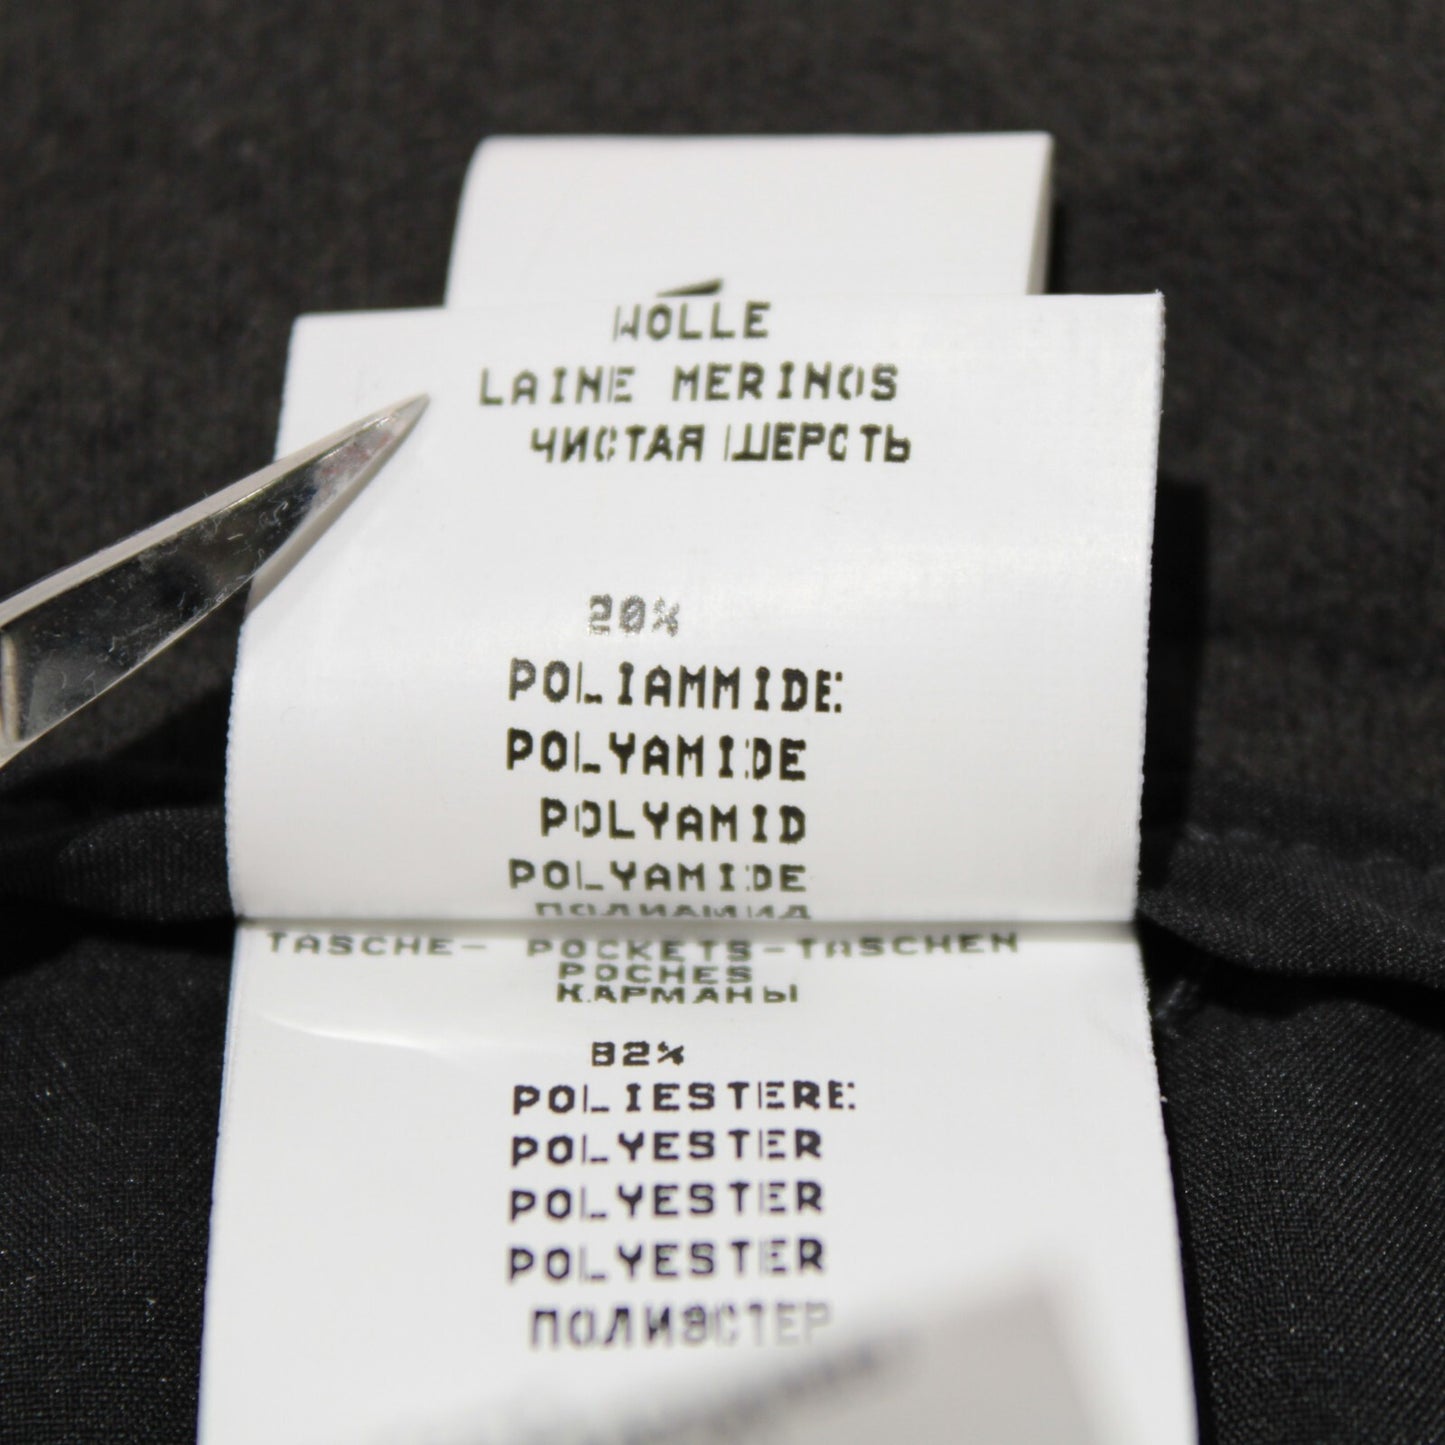 WOLLE
LAINE MERINOS
ЧИСТАЯ ШЕРСТЬ
20%
POLIAMMIDE:
POLYAMIDE
POLYAMID
POLYAMIDE
ПОЛИАМИД
TASCHE- POCKETS-TASCHEN
POCHES
КАРМАНЫ
82%
POLIESTERE:
POLYESTER
POLYESTER
POLYESTER
ПОЛИЭСТЕР